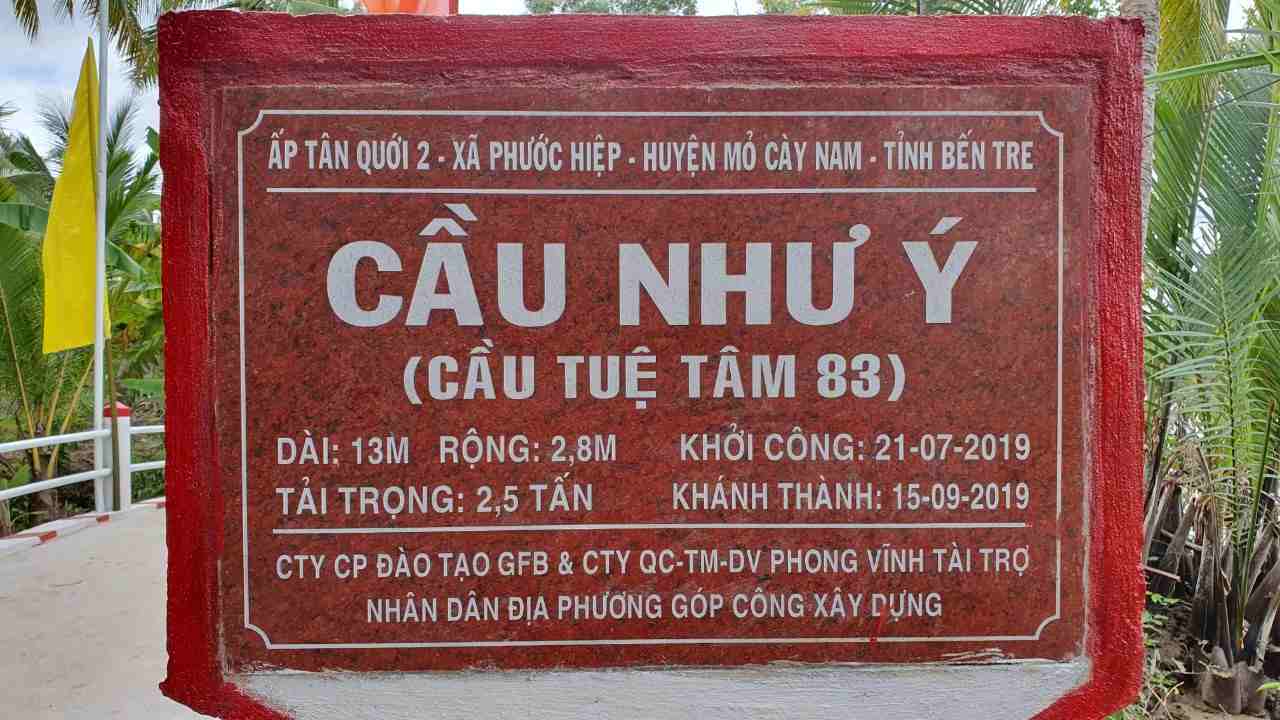 ẤP TÂN QUỚI 2 - XÃ PHƯỚC HIỆP - HUYỆN MỎ CÀY NAM - TỈNH BẾN TRE
CẦU NHƯ Ý
(CẦU TUỆ TÂM 83)
DÀI: 13M RỘNG: 2,8M KHỞI CÔNG: 21-07-2019
TẢI TRỌNG: 2,5 TẤN KHÁNH THÀNH: 15-09-2019
CTY CP ĐÀO TẠO GFB & CTY QC-TM-DV PHONG VĨNH TÀI TRỢ
NHÂN DÂN ĐỊA PHƯƠNG GÓP CÔNG XÂY DỰNG